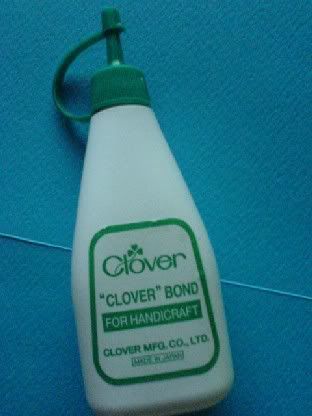 Clover
"CLOVER" BOND
FOR HANDICRAFT
CLOVER MFG. CO., LTD.
MADE IN JAPAN